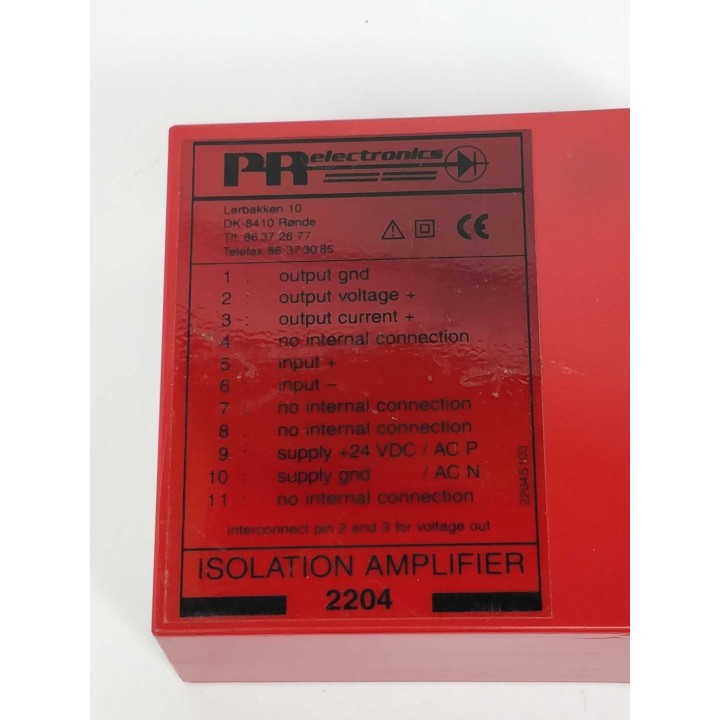 PR electronics
Lerbakken 10
DK-8410 Rønde
Tlf. 86 37 26 77
Telefax 86 37 30 85
CE
1 : output gnd
2 : output voltage +
3 : output current +
4 : no internal connection
5 : input +
6 : input –
7 : no internal connection
8 : no internal connection
9 : supply +24 VDC / AC P
10 : supply gnd / AC N
11 : no internal connection
interconnect pin 2 and 3 for voltage out
ISOLATION AMPLIFIER
2204